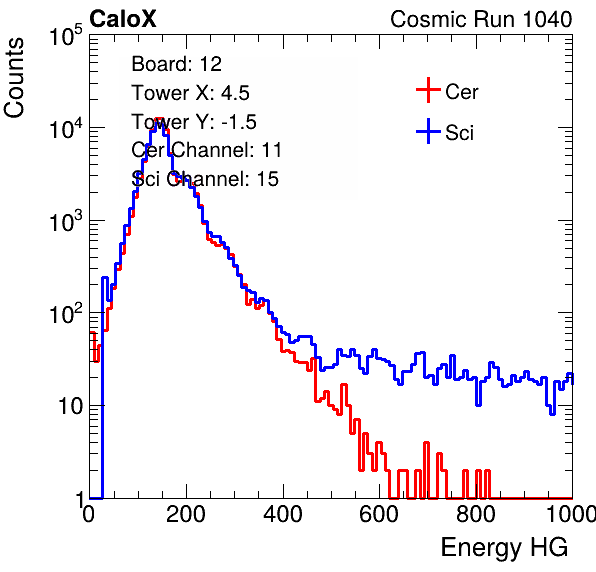 CaloX
Cosmic Run 1040
Counts
Board: 12
Tower X: 4.5
Tower Y: -1.5
Cer Channel: 11
Sci Channel: 15
Cer
Sci
10^5
10^4
10^3
10^2
10
1
0 200 400 600 800 1000
Energy HG